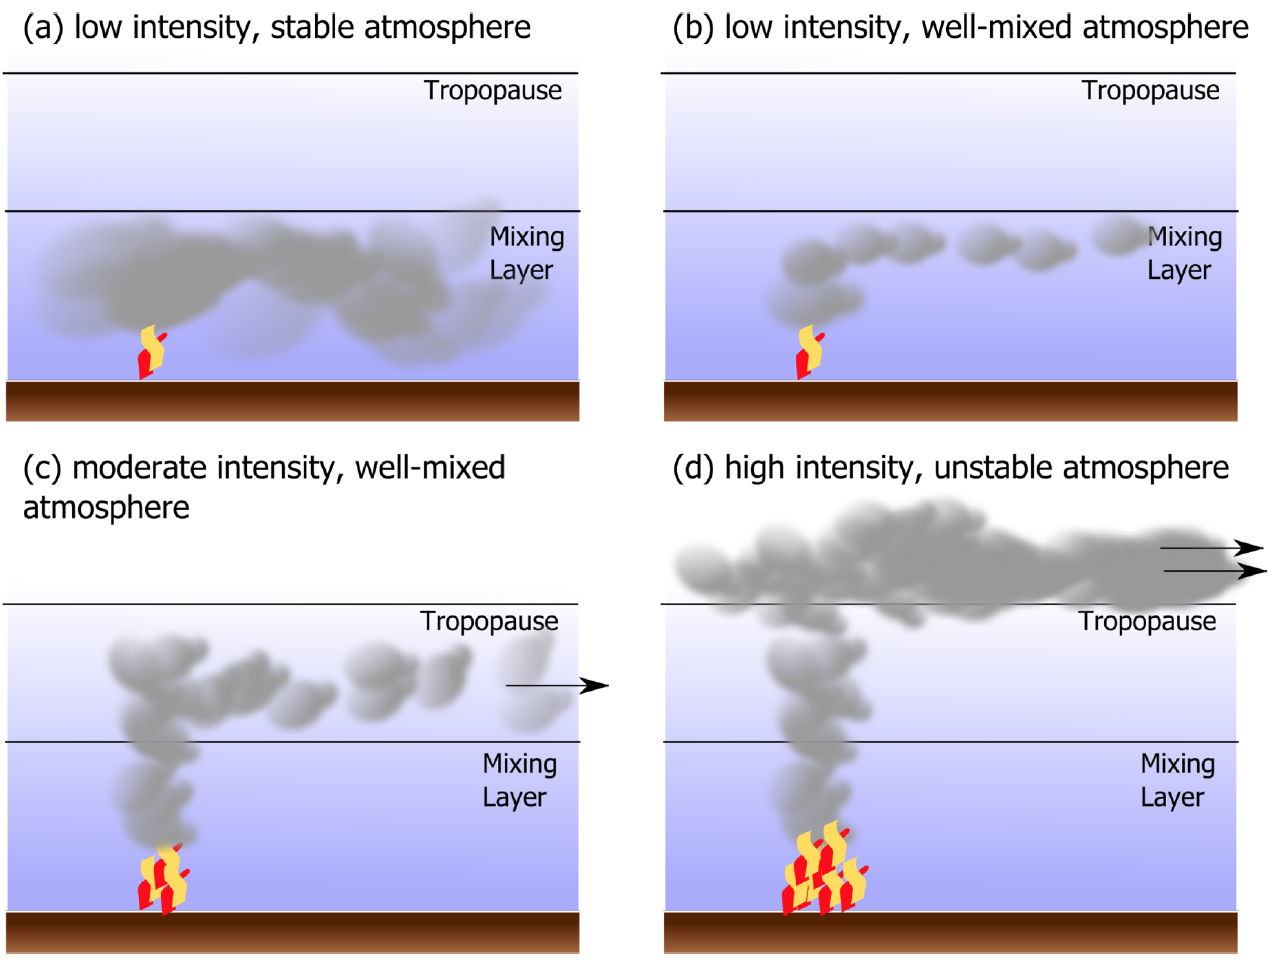 (a) low intensity, stable atmosphere
Tropopause
Mixing
Layer
(b) low intensity, well-mixed atmosphere
Tropopause
Mixing
Layer
(c) moderate intensity, well-mixed
atmosphere
Tropopause
Mixing
Layer
(d) high intensity, unstable atmosphere
Tropopause
Mixing
Layer